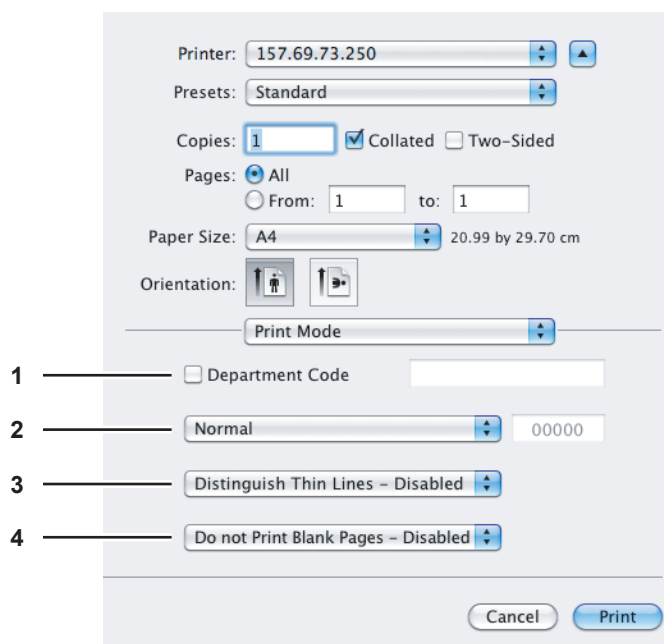 Printer: 157.69.73.250
Presets: Standard
Copies: 1 Collated Two-Sided
Pages: All
From: 1 to: 1
Paper Size: A4 20.99 by 29.70 cm
Orientation:
Print Mode
1 Department Code
2 Normal 00000
3 Distinguish Thin Lines – Disabled
4 Do not Print Blank Pages – Disabled
Cancel Print